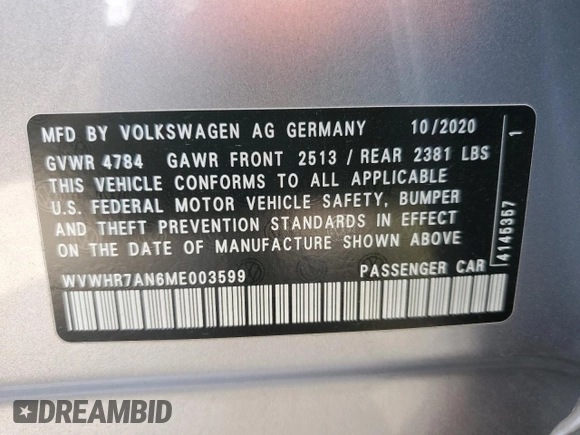 MFD BY VOLKSWAGEN AG GERMANY 10/2020
GVWR 4784 GAWR FRONT 2513 / REAR 2381 LBS
THIS VEHICLE CONFORMS TO ALL APPLICABLE
U.S. FEDERAL MOTOR VEHICLE SAFETY, BUMPER
AND THEFT PREVENTION STANDARDS IN EFFECT
ON THE DATE OF MANUFACTURE SHOWN ABOVE
WVWHR7AN6ME003599 PASSENGER CAR
4145357 1
DREAMBID